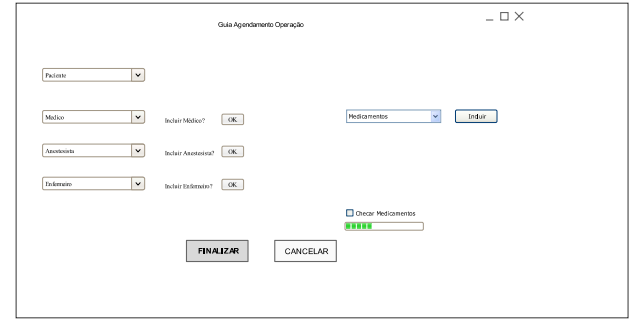 Guia Agendamento Operação
Paciente
Medico
Incluir Médico?
OK
Medicamentos
Incluir
Anestesista
Incluir Anestesista?
OK
Enfermeiro
Incluir Enfermeiro?
OK
Checar Medicamentos
FINALIZAR
CANCELAR